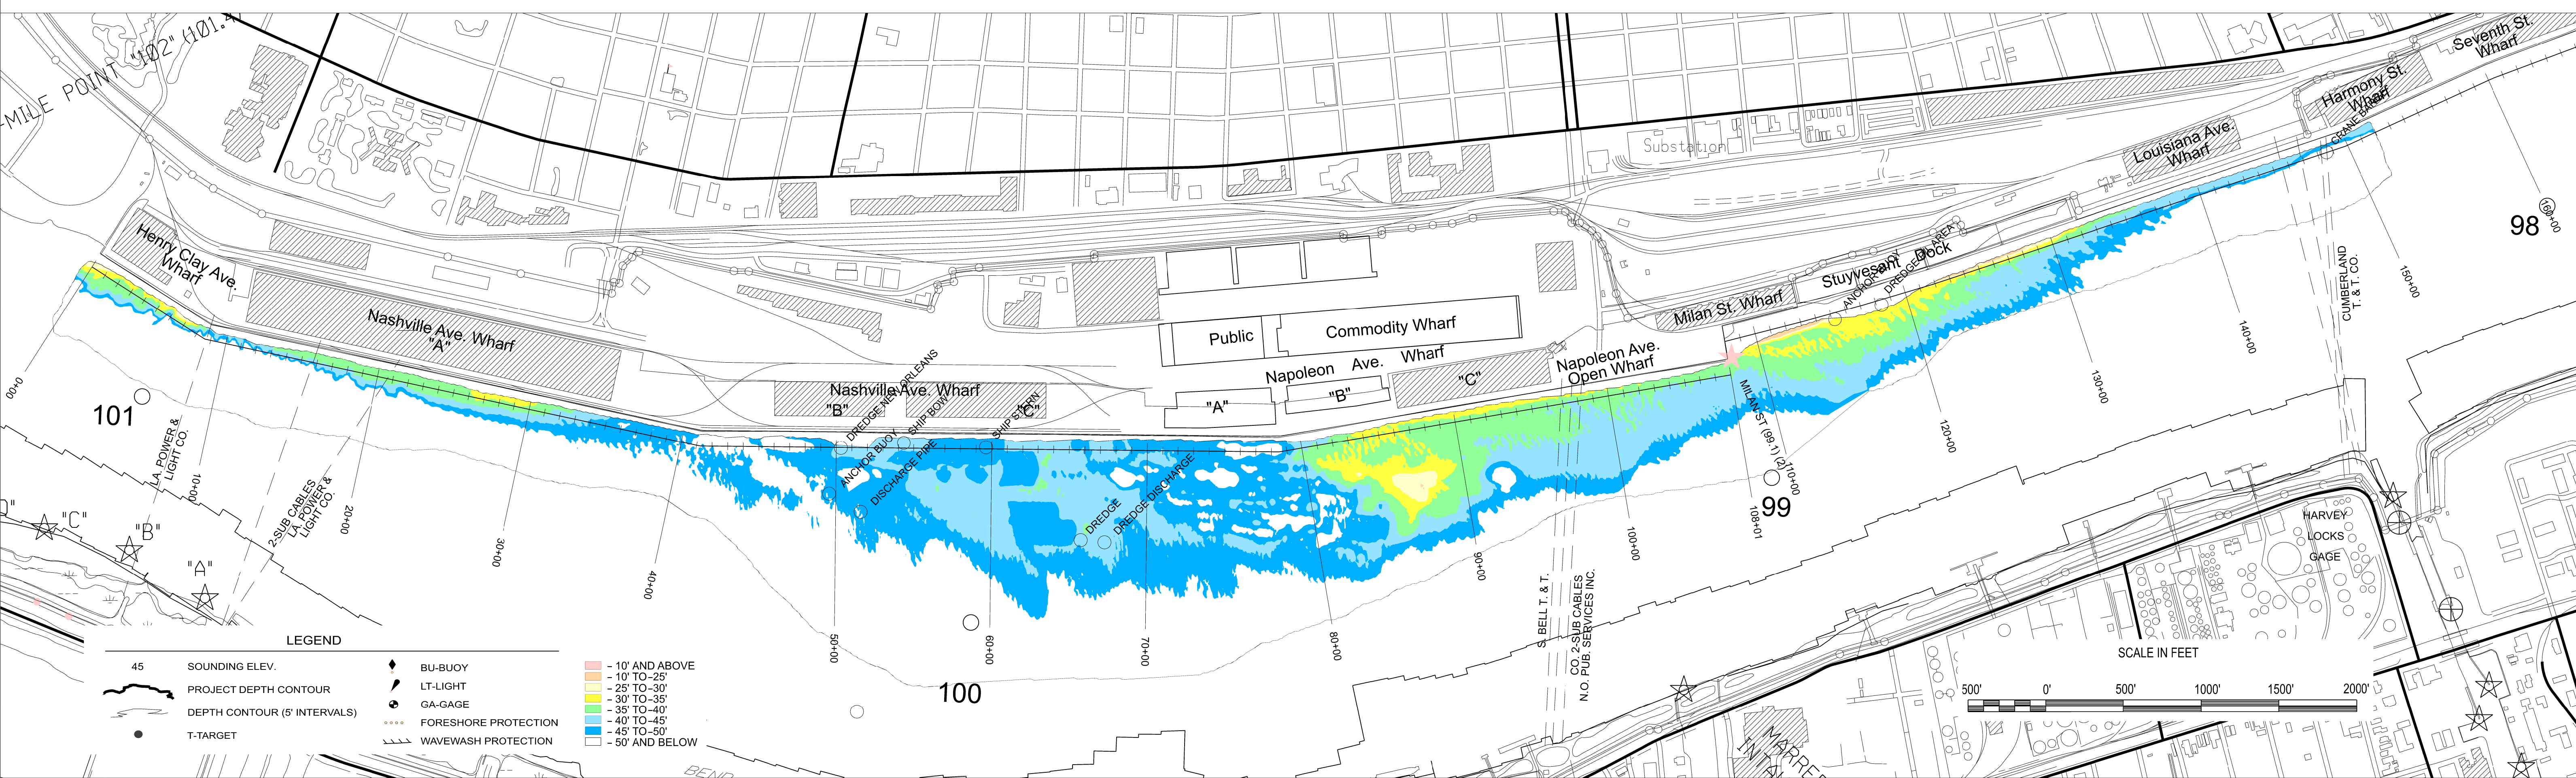 -MILE POINT "102" (101.4
Seventh St.
Wharf
Harmony St.
Wharf
CRANE BARGE
Louisiana Ave.
Wharf
Substation
Henry Clay Ave.
Wharf
Nashville Ave. Wharf
"A"
Nashville Ave. Wharf
"B"
"C"
Public
Commodity Wharf
Napoleon Ave. Wharf
"A"
"B"
"C"
Napoleon Ave.
Open Wharf
Milan St. Wharf
Stuyvesant Dock
ANCHOR BUOY
DREDGE AREA
DREDGE NEW ORLEANS
SHIP BOW
SHIP STERN
ANCHOR BUOY
DISCHARGE PIPE
DREDGE
DREDGE DISCHARGE
MILAN ST (99.1) (2)
CUMBERLAND
T. & T. CO.
LA. POWER &
LIGHT CO.
2-SUB CABLES
LA. POWER &
LIGHT CO.
S. BELL T. & T.
CO. 2-SUB CABLES
N.O. PUB. SERVICES INC.
00+0
10+00
20+00
30+00
40+00
50+00
60+00
70+00
80+00
90+00
100+00
108+01
110+00
120+00
130+00
140+00
150+00
160+00
101
100
99
98
"C"
"B"
"A"
HARVEY
LOCKS
GAGE
LEGEND
45 SOUNDING ELEV.
PROJECT DEPTH CONTOUR
DEPTH CONTOUR (5' INTERVALS)
T-TARGET
BU-BUOY
LT-LIGHT
GA-GAGE
FORESHORE PROTECTION
WAVEWASH PROTECTION
– 10' AND ABOVE
– 10' TO–25'
– 25' TO–30'
– 30' TO–35'
– 35' TO–40'
– 40' TO–45'
– 45' TO–50'
– 50' AND BELOW
SCALE IN FEET
500' 0' 500' 1000' 1500' 2000'